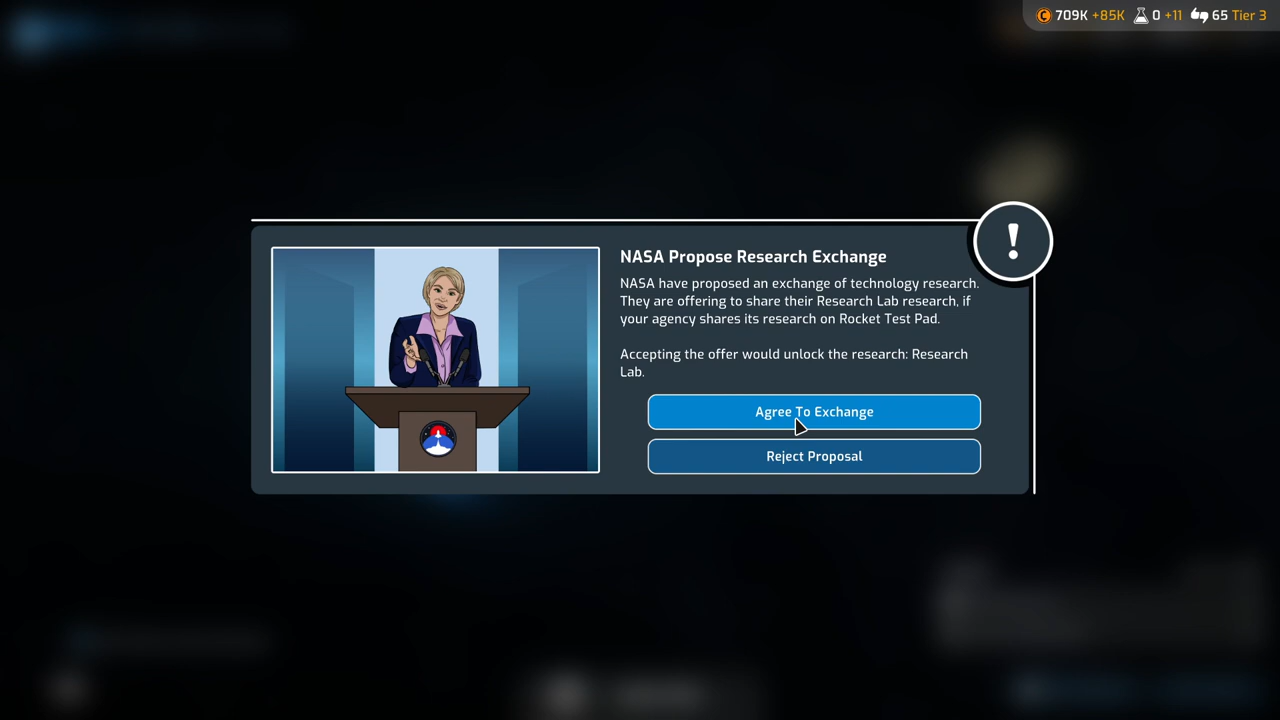 709K +85K 0 +11 65 Tier 3
!
NASA Propose Research Exchange
NASA have proposed an exchange of technology research.
They are offering to share their Research Lab research, if
your agency shares its research on Rocket Test Pad.
Accepting the offer would unlock the research: Research
Lab.
Agree To Exchange
Reject Proposal